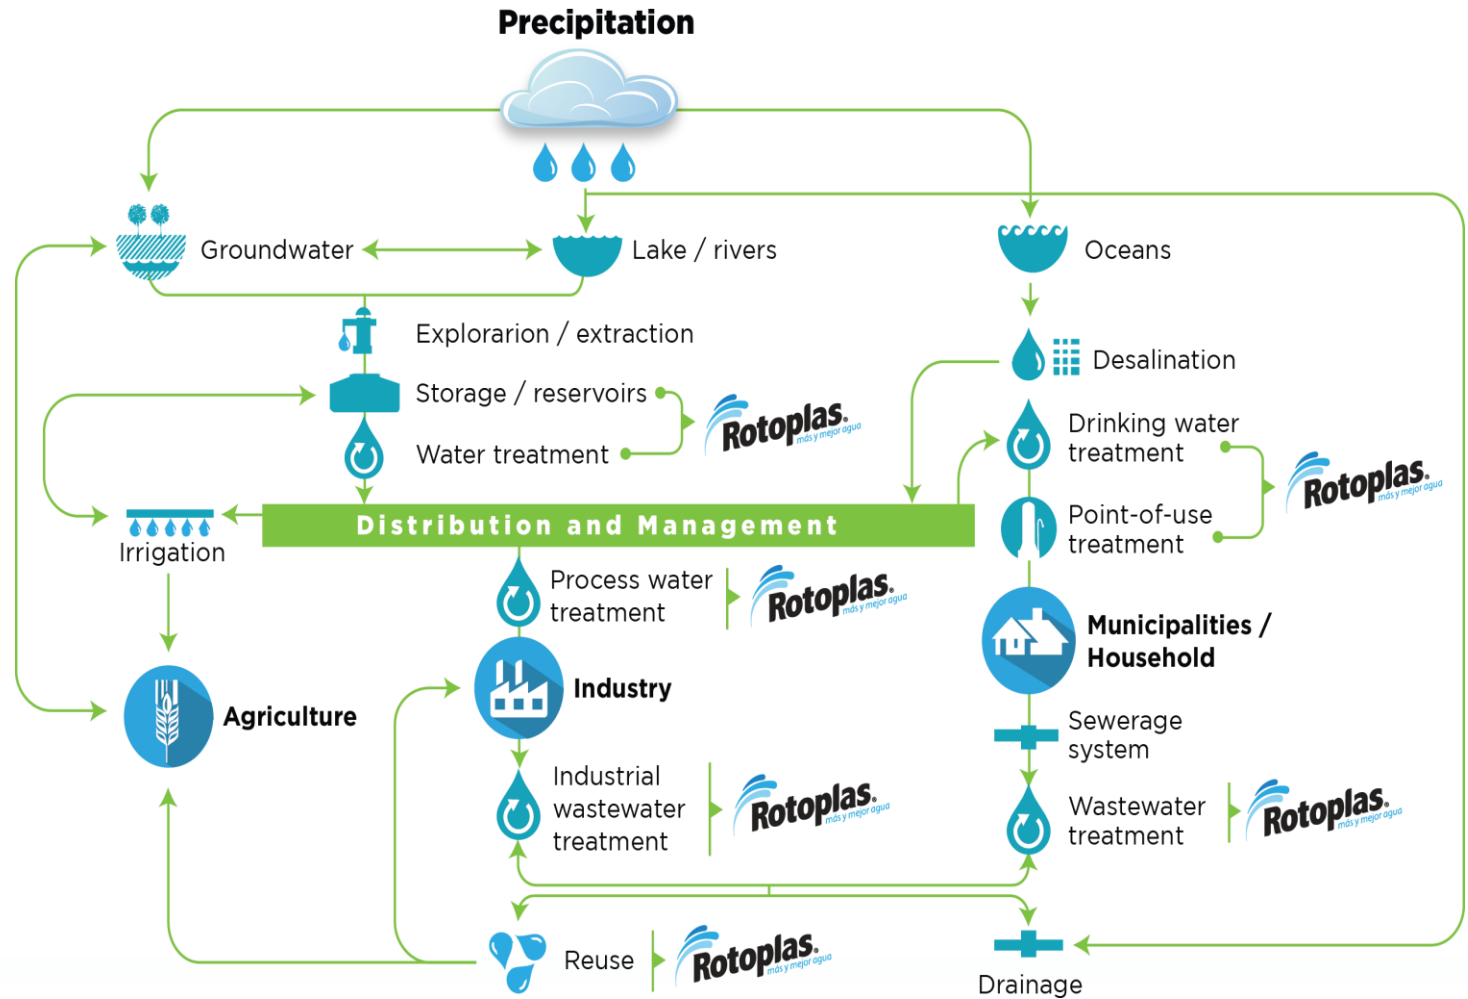 Precipitation
Groundwater
Lake / rivers
Oceans
Explorarion / extraction
Desalination
Storage / reservoirs
Rotoplas®
más y mejor agua
Drinking water
treatment
Water treatment
Rotoplas®
más y mejor agua
Distribution and Management
Point-of-use
treatment
Irrigation
Process water
treatment
Rotoplas®
más y mejor agua
Municipalities /
Household
Industry
Agriculture
Sewerage
system
Industrial
wastewater
treatment
Rotoplas®
más y mejor agua
Wastewater
treatment
Rotoplas®
más y mejor agua
Reuse
Rotoplas®
más y mejor agua
Drainage